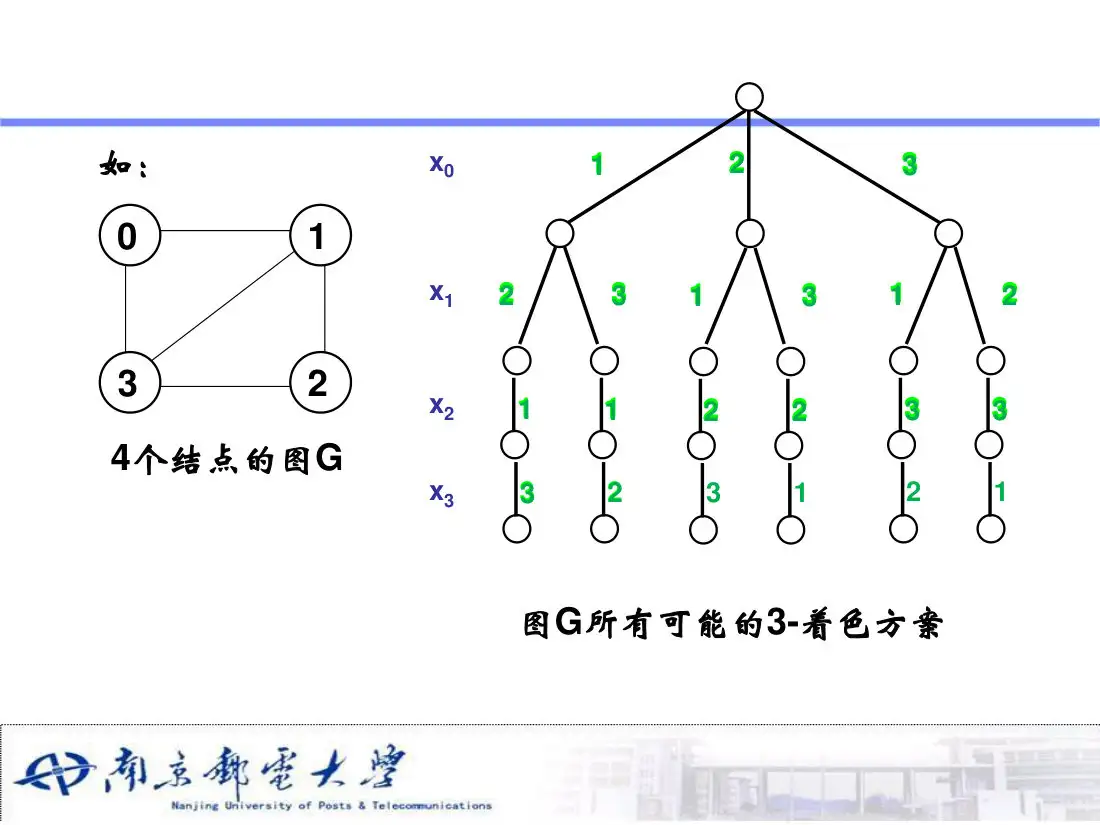 如：
x0 1 2 3
0 1
x1 2 3 1 3 1 2
3 2
x2 1 1 2 2 3 3
4个结点的图G
x3 3 2 3 1 2 1
图G所有可能的3-着色方案
南京邮電大學
Nanjing University of Posts & Telecommunications